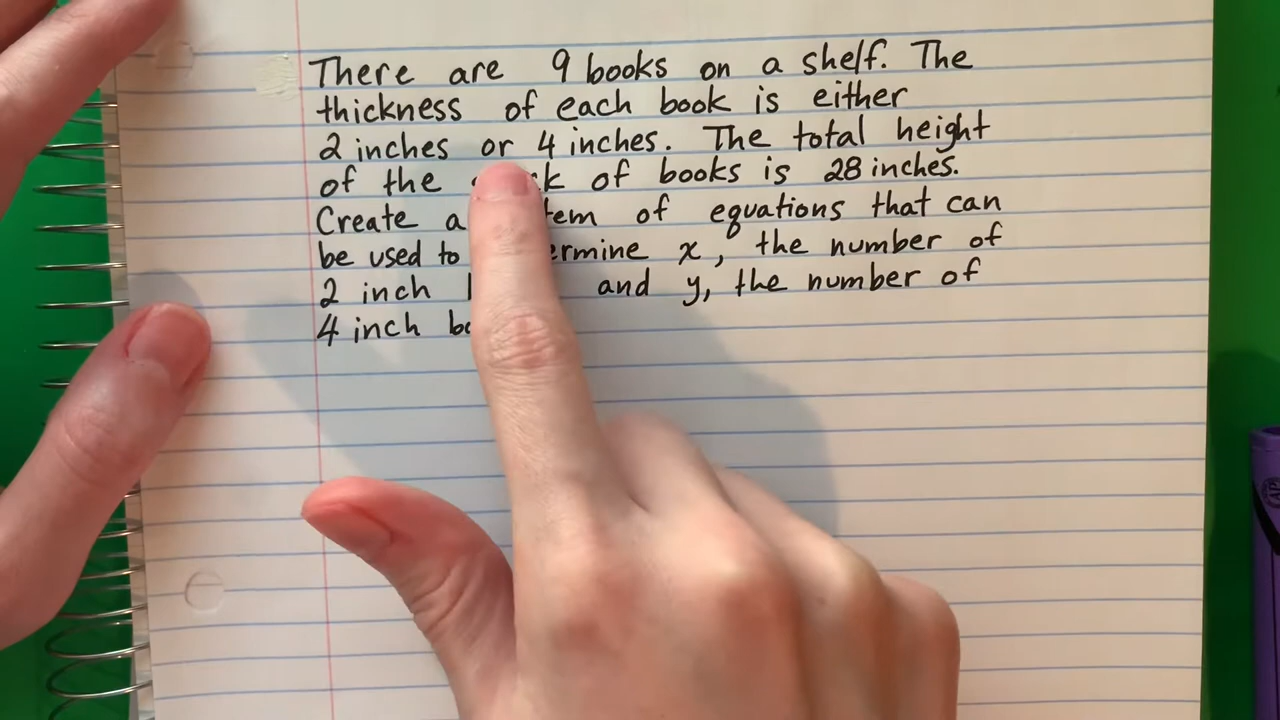 There are 9 books on a shelf. The
thickness of each book is either
2 inches or 4 inches. The total height
of the of books is 28 inches.
Create a of equations that can
be used to x, the number of
2 inch and y, the number of
4 inch